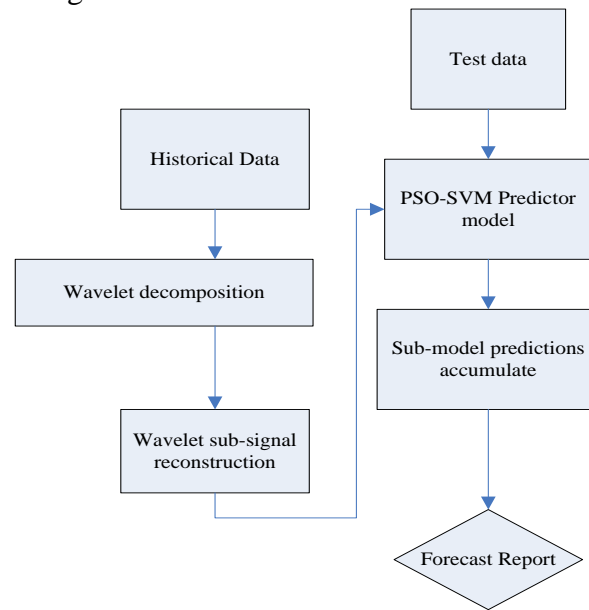 Test data
Historical Data
PSO-SVM Predictor
model
Wavelet decomposition
Sub-model predictions
accumulate
Wavelet sub-signal
reconstruction
Forecast Report